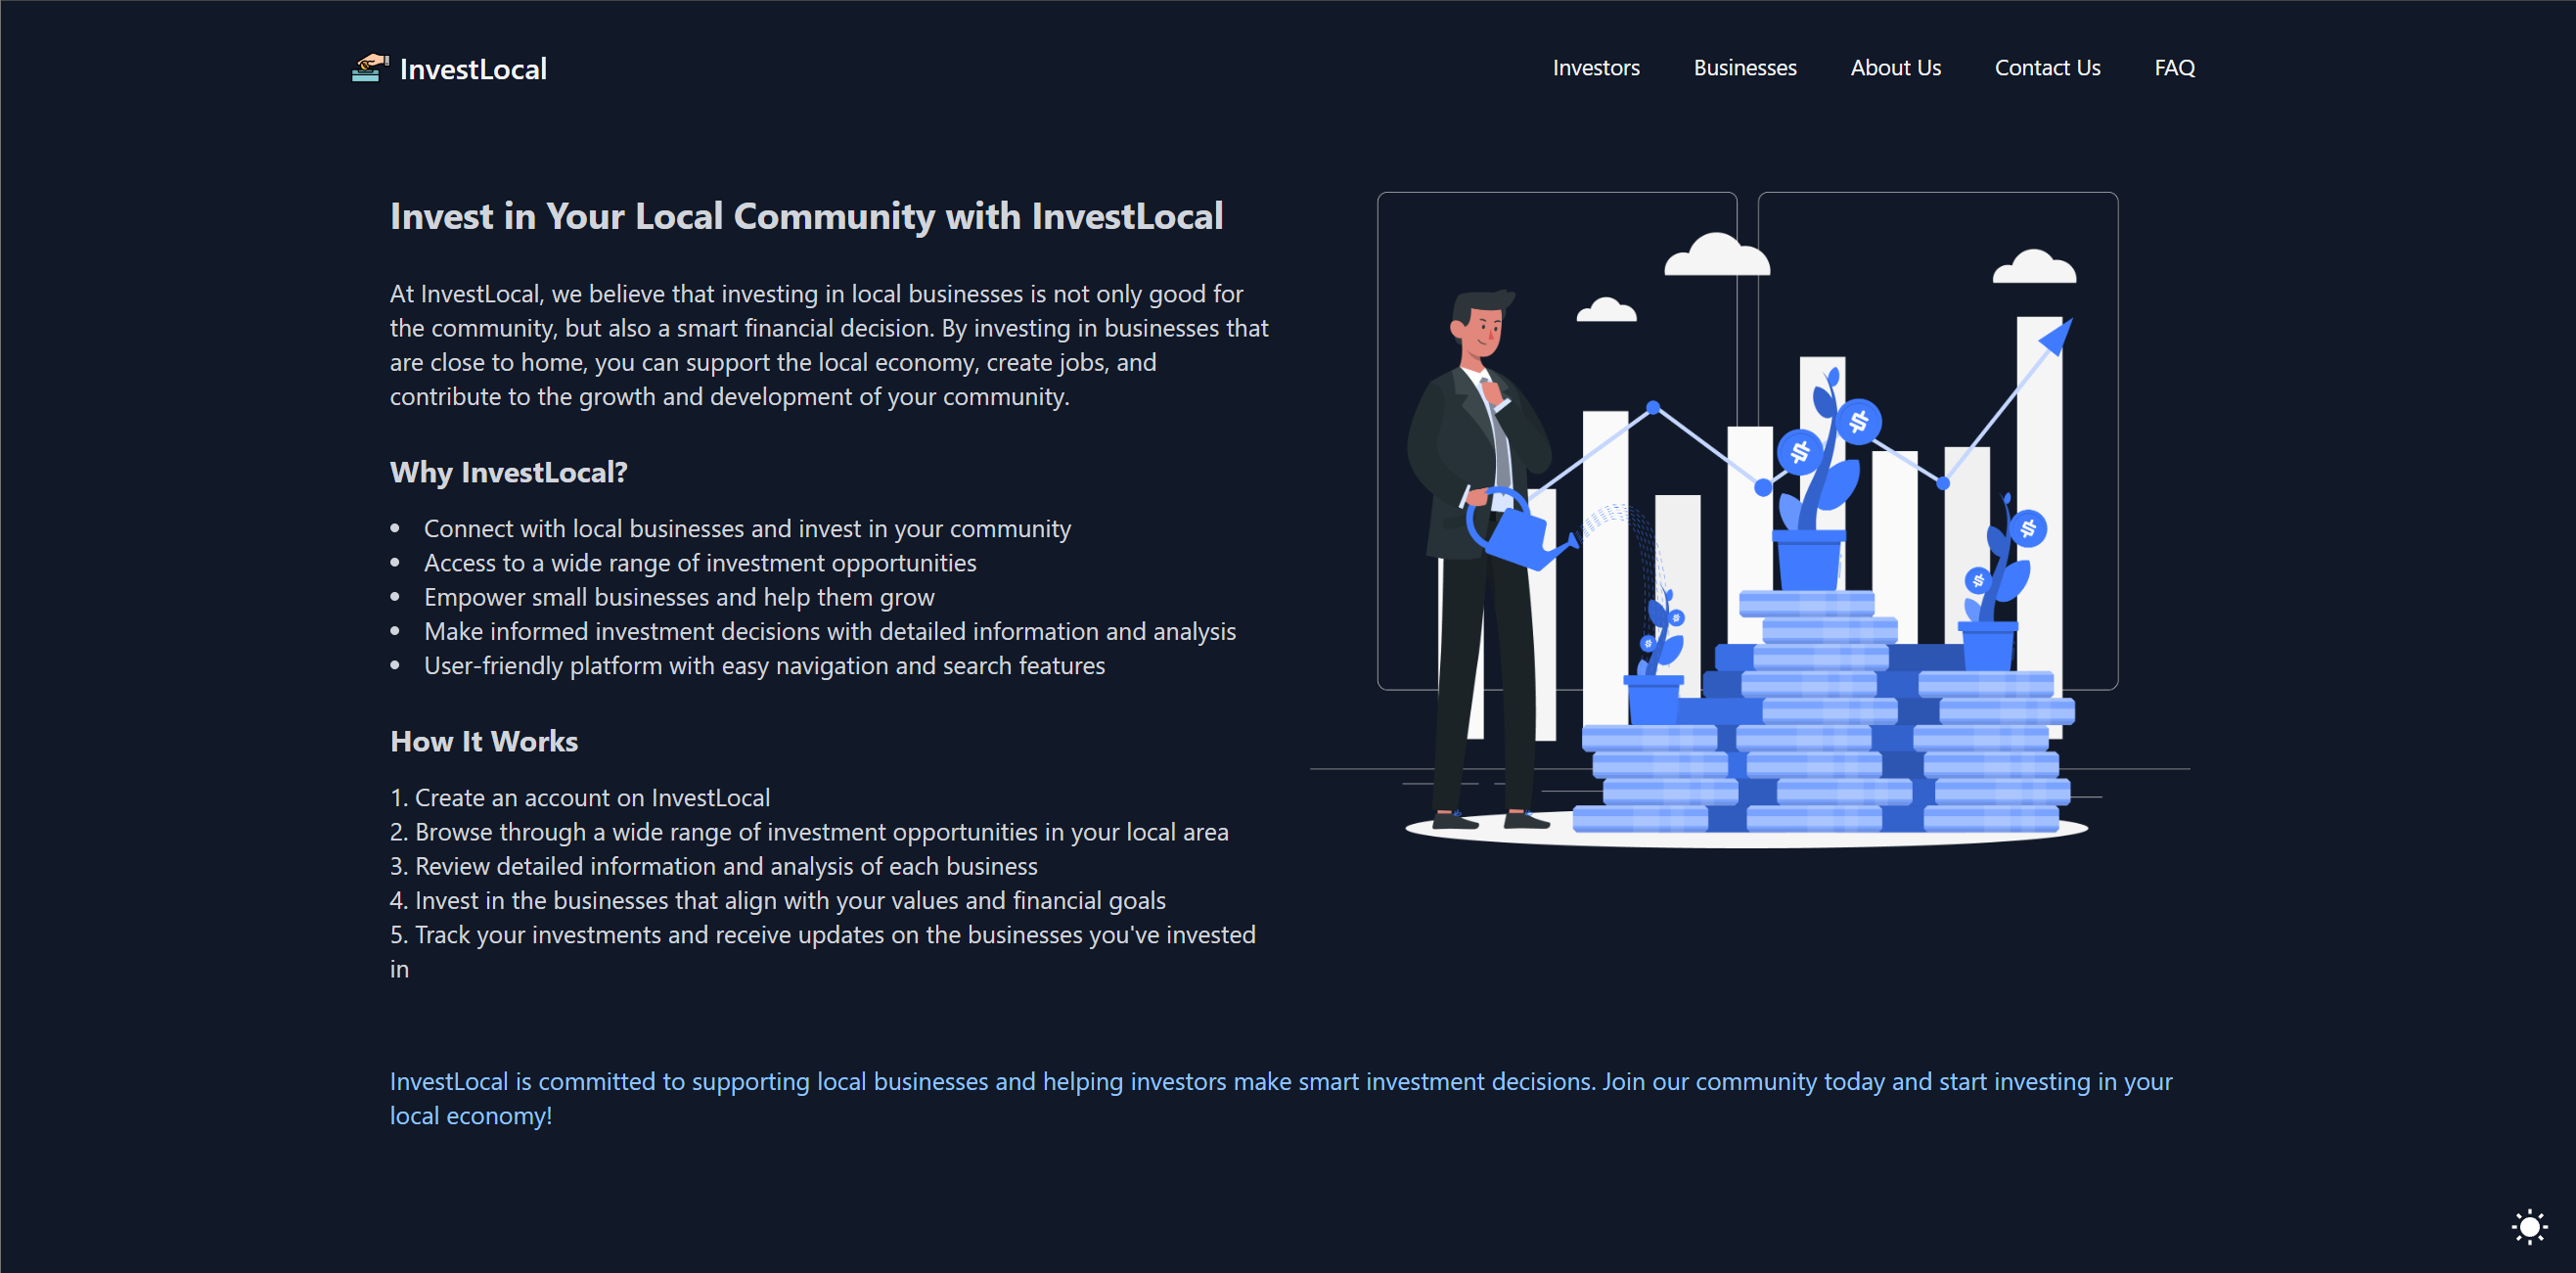 InvestLocal
Investors Businesses About Us Contact Us FAQ
Invest in Your Local Community with InvestLocal
At InvestLocal, we believe that investing in local businesses is not only good for
the community, but also a smart financial decision. By investing in businesses that
are close to home, you can support the local economy, create jobs, and
contribute to the growth and development of your community.
Why InvestLocal?
• Connect with local businesses and invest in your community
• Access to a wide range of investment opportunities
• Empower small businesses and help them grow
• Make informed investment decisions with detailed information and analysis
• User-friendly platform with easy navigation and search features
How It Works
1. Create an account on InvestLocal
2. Browse through a wide range of investment opportunities in your local area
3. Review detailed information and analysis of each business
4. Invest in the businesses that align with your values and financial goals
5. Track your investments and receive updates on the businesses you've invested
in
InvestLocal is committed to supporting local businesses and helping investors make smart investment decisions. Join our community today and start investing in your
local economy!